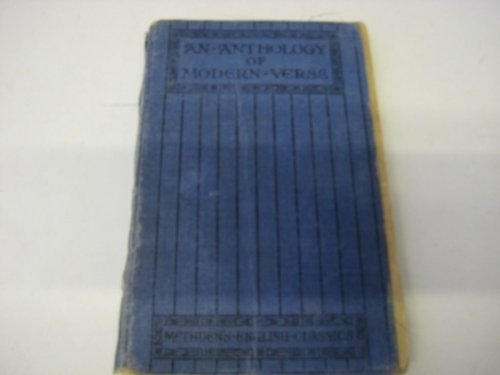 AN·ANTHOLOGY
OF
MODERN·VERSE
METHUENS·ENGLISH·CLASSICS